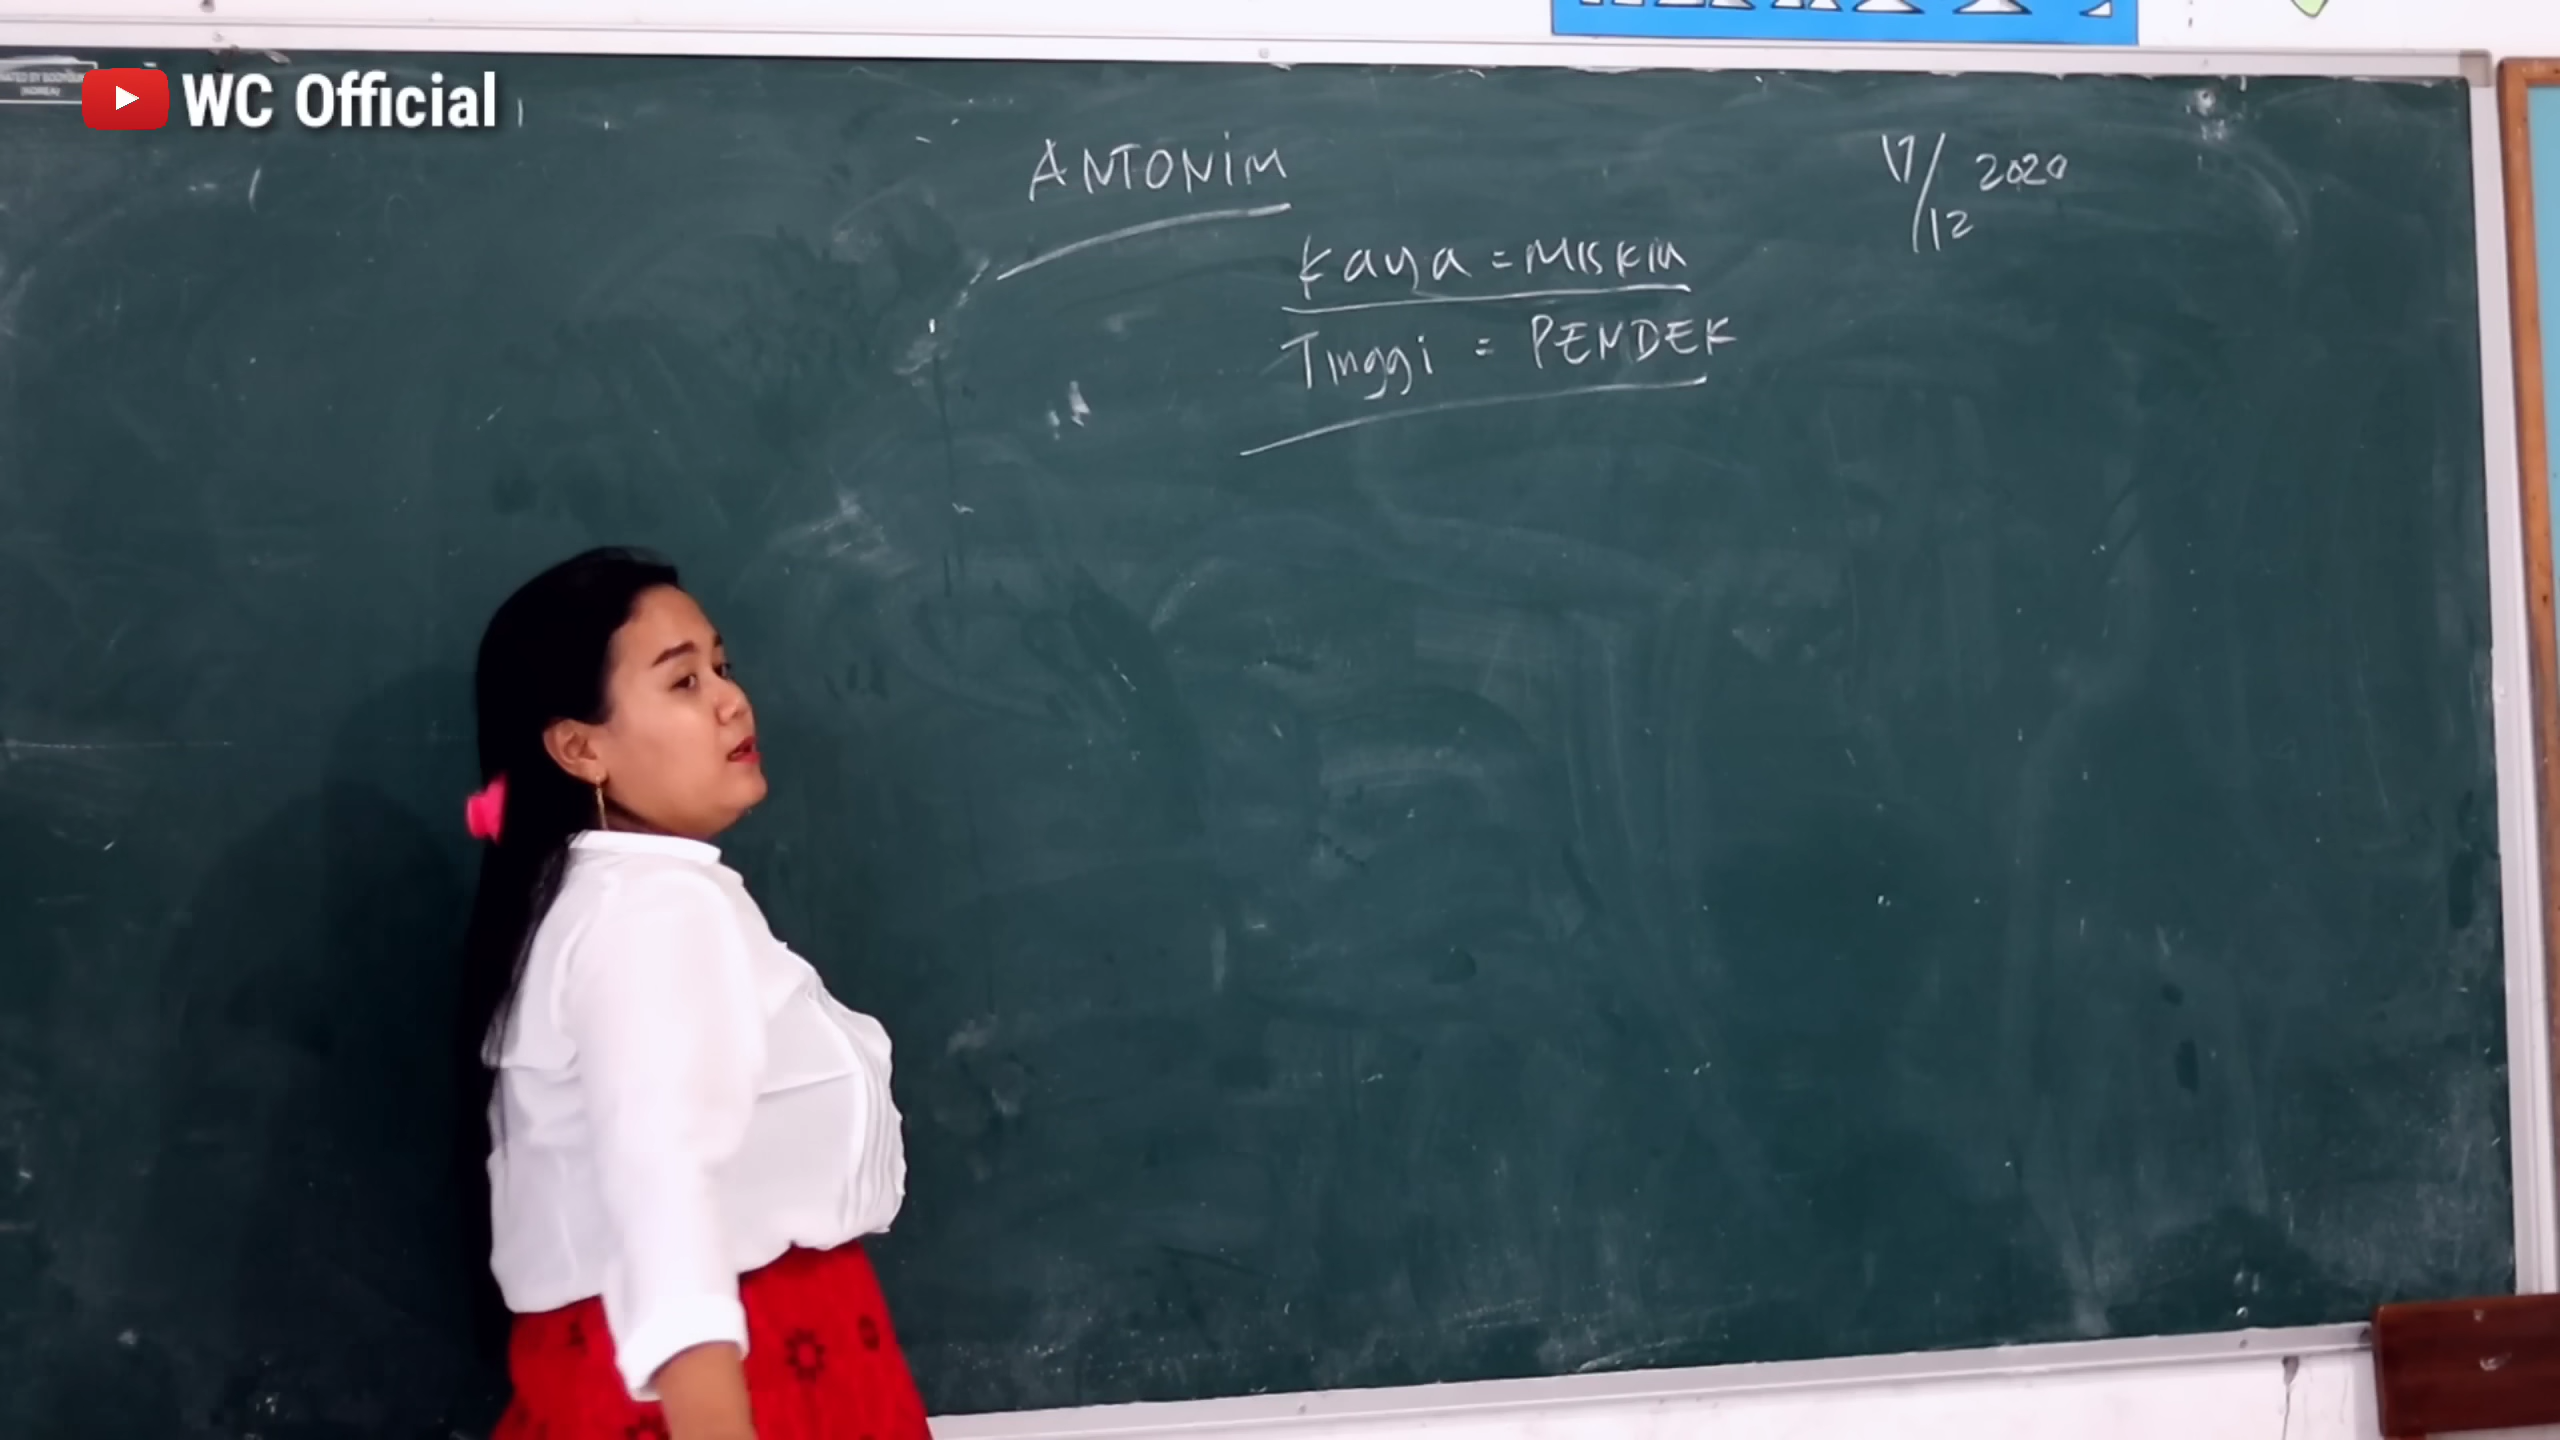 WC Official
ANTONiM
17/12 2020
Kaya = MISKIN
Tinggi = PENDEK